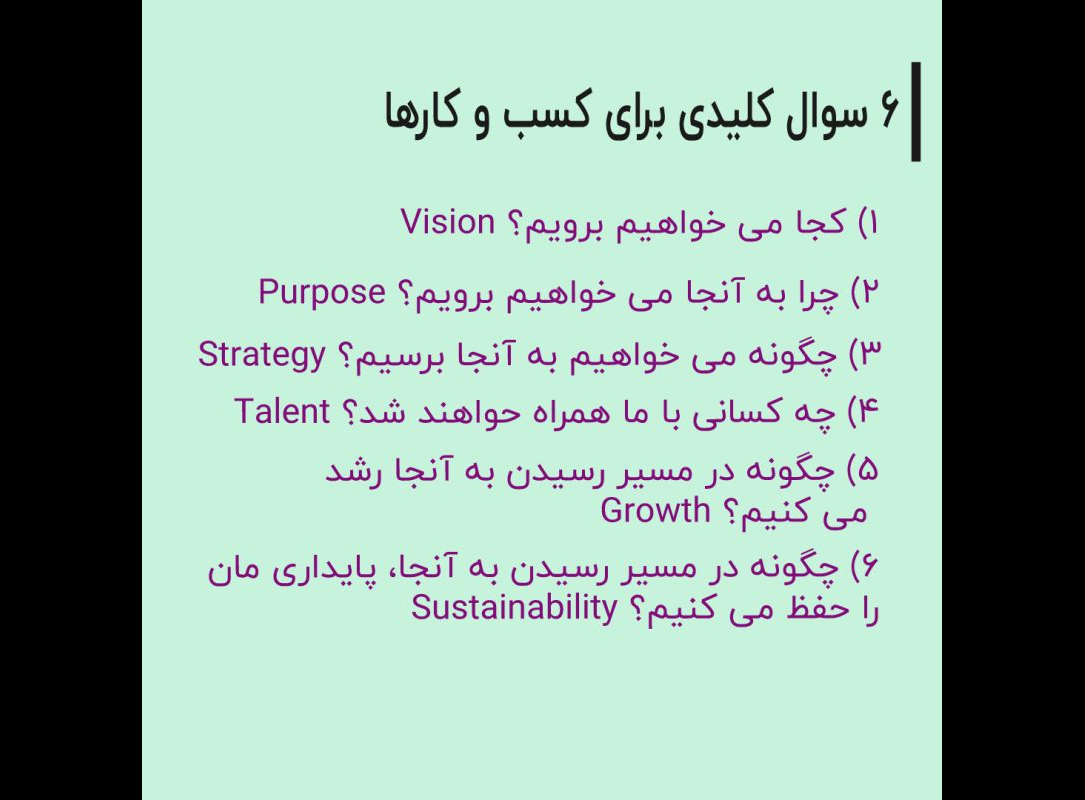 ۶ سوال کلیدی برای کسب و کارها
۱) کجا می خواهیم برویم؟ Vision
۲) چرا به آنجا می خواهیم برویم؟ Purpose
۳) چگونه می خواهیم به آنجا برسیم؟ Strategy
۴) چه کسانی با ما همراه حواهند شد؟ Talent
۵) چگونه در مسیر رسیدن به آنجا رشد
می کنیم؟ Growth
۶) چگونه در مسیر رسیدن به آنجا، پایداری مان
را حفظ می کنیم؟ Sustainability